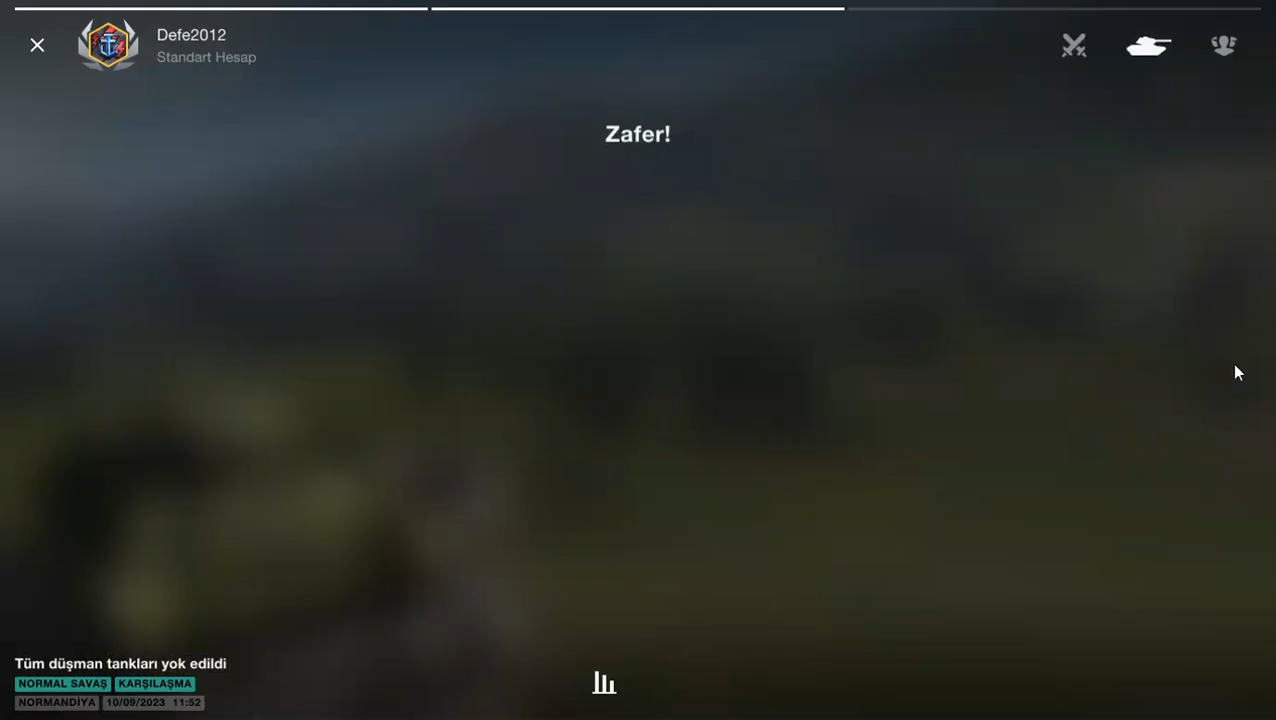 Defe2012
Standart Hesap
Zafer!
Tüm düşman tankları yok edildi
NORMAL SAVAŞ KARŞILAŞMA
NORMANDİYA 10/09/2023 11:52